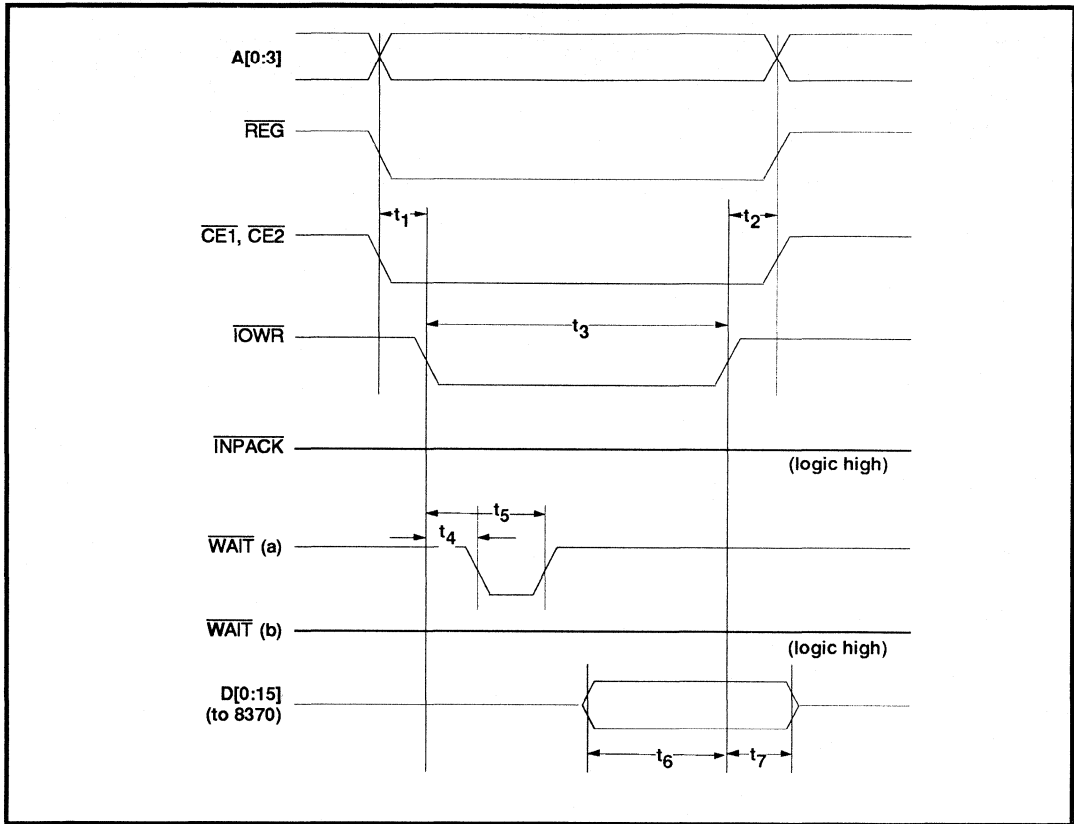 A[0:3]
REG
t1
t2
CE1, CE2
t3
IOWR
INPACK
(logic high)
t5
t4
WAIT (a)
WAIT (b)
(logic high)
D[0:15]
(to 8370)
t6
t7